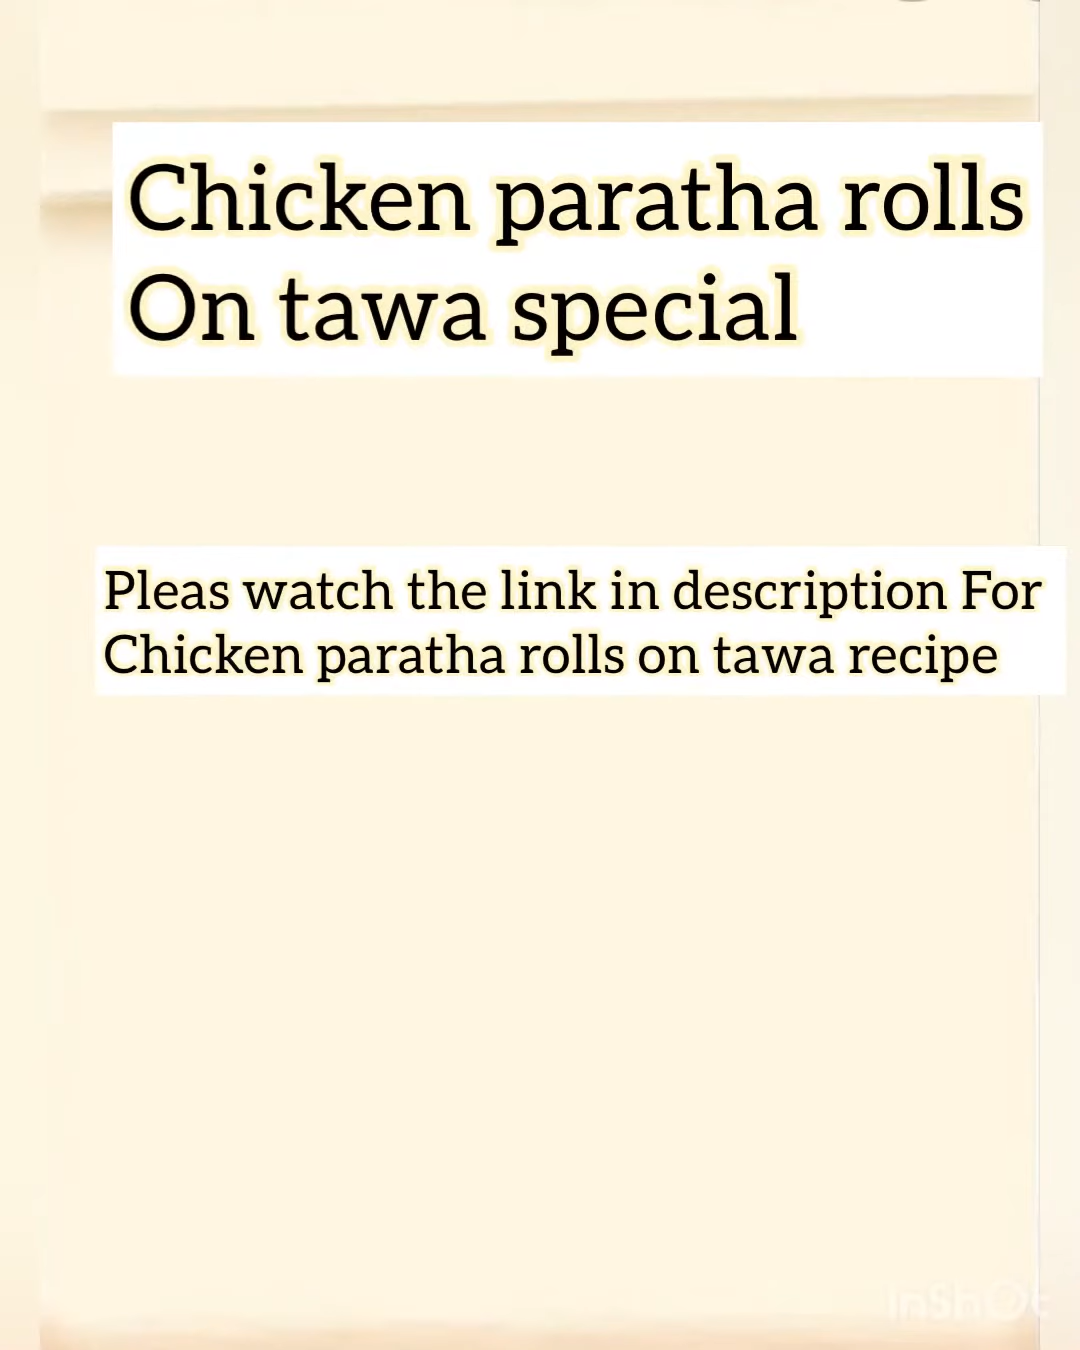 Chicken paratha rolls
On tawa special
Pleas watch the link in description For
Chicken paratha rolls on tawa recipe
InShOt